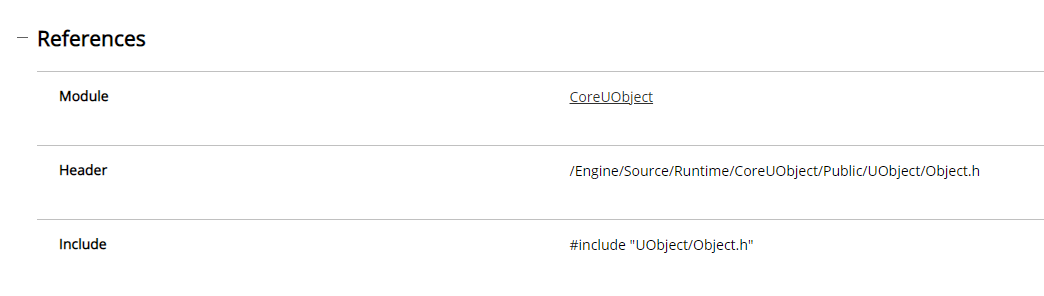 References
Module
CoreUObject
Header
/Engine/Source/Runtime/CoreUObject/Public/UObject/Object.h
Include
#include "UObject/Object.h"